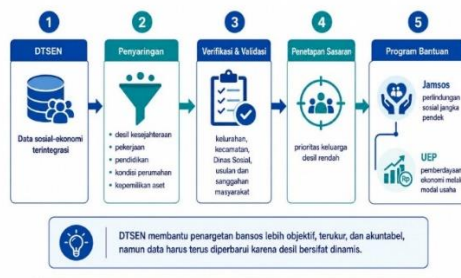 1
DTSEN
Data sosial-ekonomi
terintegrasi
2
Penyaringan
• desil kesejahteraan
• pekerjaan
• pendidikan
• kondisi perumahan
• kepemilikan aset
3
Verifikasi & Validasi
kelurahan,
kecamatan,
Dinas Sosial,
usulan dan
sanggahan
masyarakat
4
Penetapan Sasaran
prioritas keluarga
desil rendah
5
Program Bantuan
Jamsos
perlindungan
sosial jangka
pendek
Rp
UEP
pemberdayaan
ekonomi melalui
modal usaha
DTSEN membantu penargetan bansos lebih objektif, terukur, dan akuntabel,
namun data harus terus diperbarui karena desil bersifat dinamis.